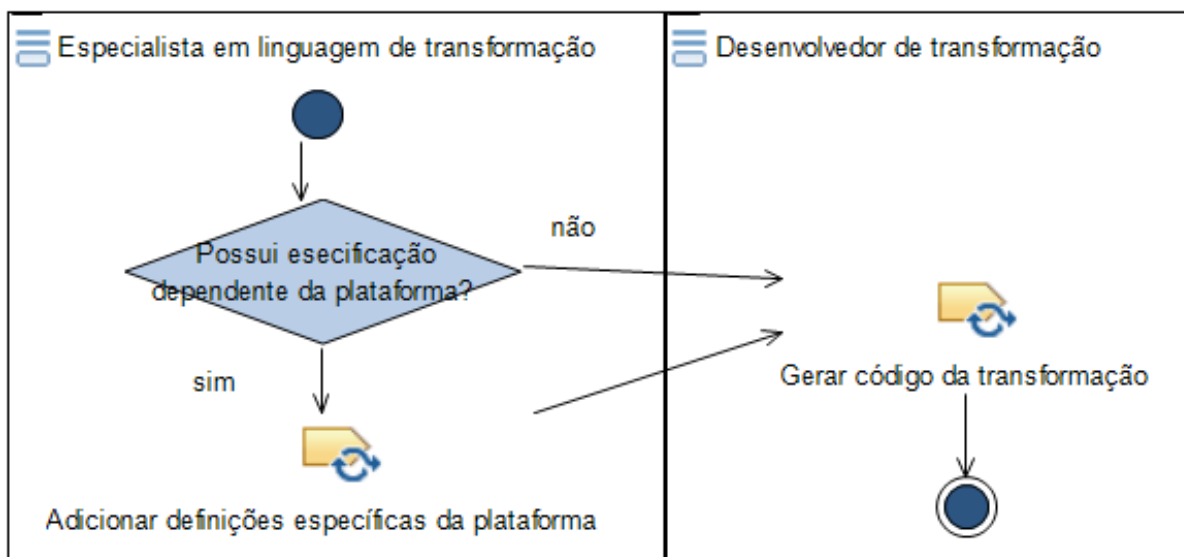 Especialista em linguagem de transformação
Desenvolvedor de transformação
não
Possui esecificação
dependente da plataforma?
sim
Gerar código da transformação
Adicionar definições específicas da plataforma